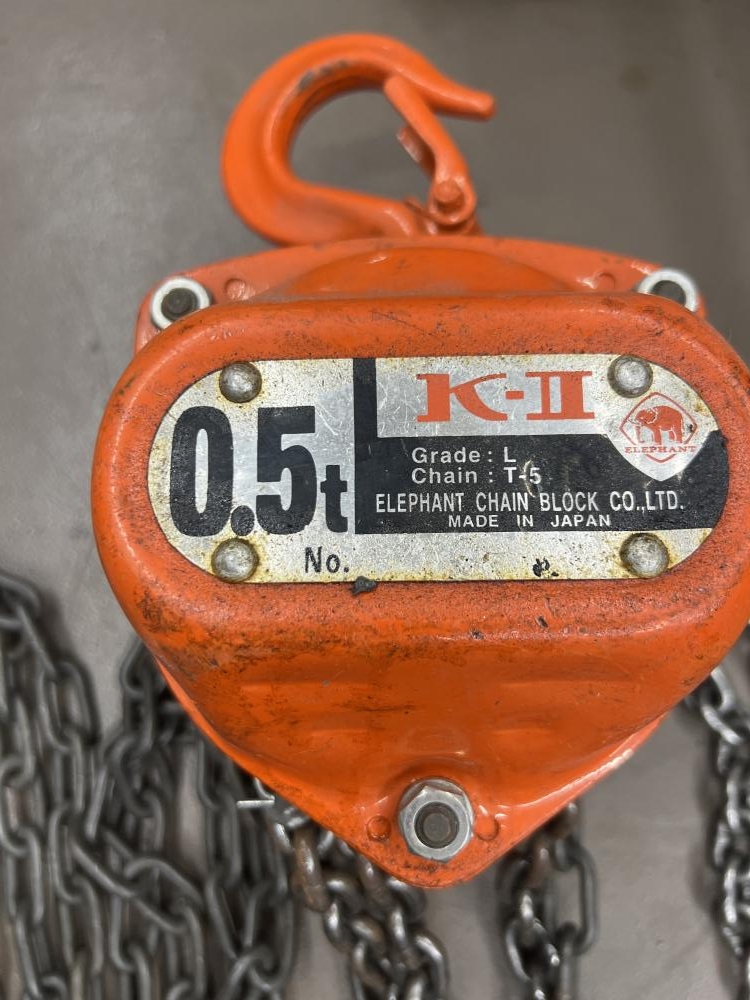 0.5t
K-II
Grade : L
Chain : T-5
ELEPHANT
ELEPHANT CHAIN BLOCK CO.,LTD.
MADE IN JAPAN
No.